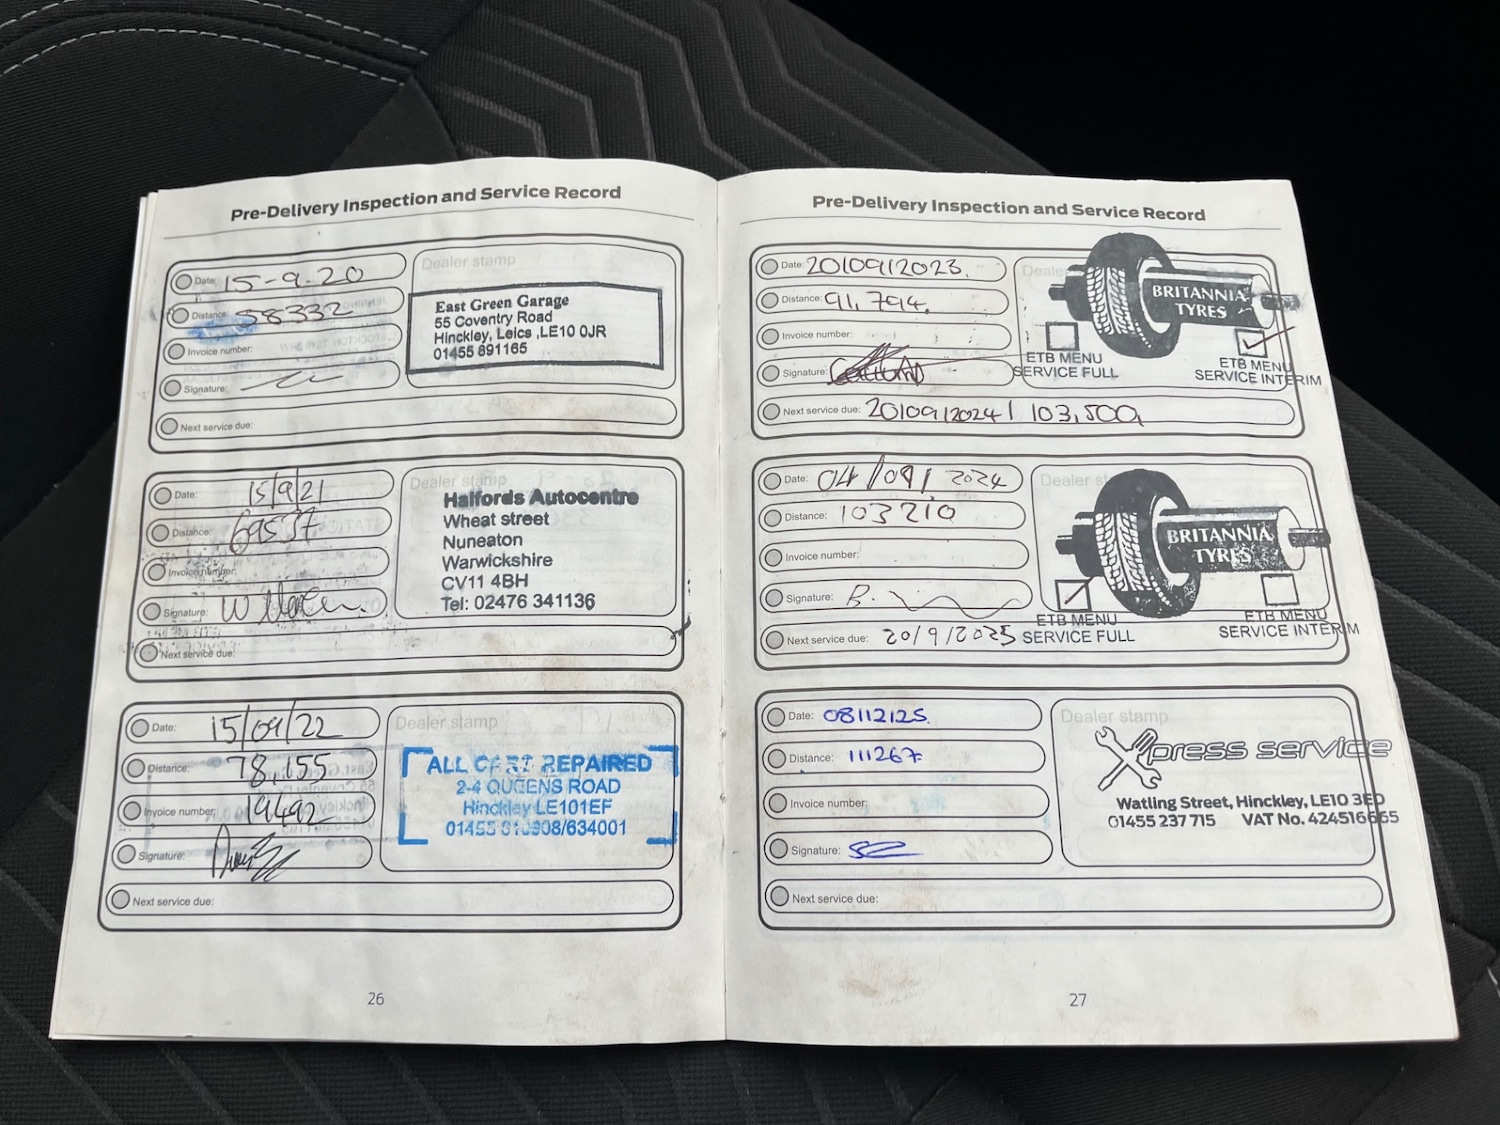 Pre-Delivery Inspection and Service Record
Date: 15-9-20
Distance: 58332
Invoice number:
Signature:
Next service due:
Dealer stamp
East Green Garage
55 Coventry Road
Hinckley, Leics ,LE10 0JR
01455 891165
Date: 15/9/21
Distance: 69537
Invoice number:
Signature:
Next service due:
Dealer stamp
Halfords Autocentre
Wheat street
Nuneaton
Warwickshire
CV11 4BH
Tel: 02476 341136
Date: 15/09/22
Distance: 78,155
Invoice number: 19492
Signature:
Next service due:
Dealer stamp
ALL CARZ REPAIRED
2-4 QUEENS ROAD
Hinckley LE101EF
/634001
26
Pre-Delivery Inspection and Service Record
Date: 20/09/2023.
Distance: 91,794.
Invoice number:
Signature:
Next service due: 20/09/2024 / 103,500,
BRITANNIA
TYRES
ETB MENU
SERVICE FULL
ETB MENU
SERVICE INTERIM
Date: 04/09/2024
Distance: 103210
Invoice number:
Signature:
Next service due: 20/9/2025
BRITANNIA
TYRES
ETB MENU
SERVICE FULL
ETB MENU
SERVICE INTERIM
Date: 08/12/25.
Distance: 111267
Invoice number:
Signature:
Next service due:
Dealer stamp
Xpress service
Watling Street, Hinckley, LE10 3ED
01455 237 715 VAT No. 424516665
27